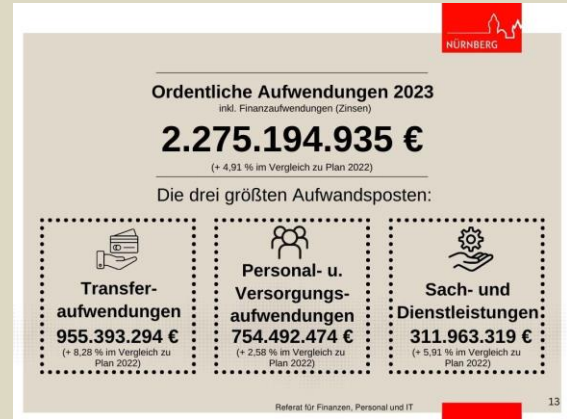 NÜRNBERG
Ordentliche Aufwendungen 2023
inkl. Finanzaufwendungen (Zinsen)
2.275.194.935 €
(+ 4,91 % im Vergleich zu Plan 2022)
Die drei größten Aufwandsposten:
Transfer-
aufwendungen
955.393.294 €
(+ 8,28 % im Vergleich zu
Plan 2022)
Personal- u.
Versorgungs-
aufwendungen
754.492.474 €
(+ 2,58 % im Vergleich zu
Plan 2022)
Sach- und
Dienstleistungen
311.963.319 €
(+ 5,91 % im Vergleich zu
Plan 2022)
Referat für Finanzen, Personal und IT
13